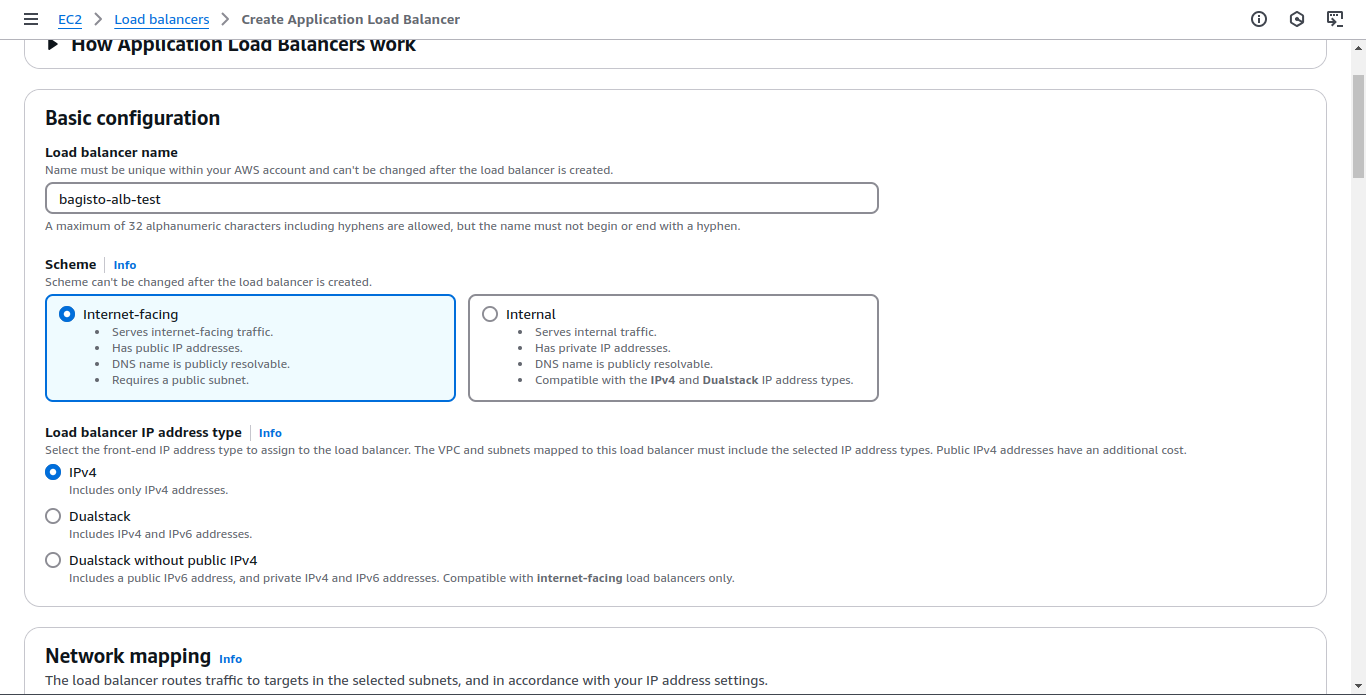 EC2 > Load balancers > Create Application Load Balancer
How Application Load Balancers work
Basic configuration
Load balancer name
Name must be unique within your AWS account and can't be changed after the load balancer is created.
bagisto-alb-test
A maximum of 32 alphanumeric characters including hyphens are allowed, but the name must not begin or end with a hyphen.
Scheme Info
Scheme can't be changed after the load balancer is created.
Internet-facing
• Serves internet-facing traffic.
• Has public IP addresses.
• DNS name is publicly resolvable.
• Requires a public subnet.
Internal
• Serves internal traffic.
• Has private IP addresses.
• DNS name is publicly resolvable.
• Compatible with the IPv4 and Dualstack IP address types.
Load balancer IP address type Info
Select the front-end IP address type to assign to the load balancer. The VPC and subnets mapped to this load balancer must include the selected IP address types. Public IPv4 addresses have an additional cost.
IPv4
Includes only IPv4 addresses.
Dualstack
Includes IPv4 and IPv6 addresses.
Dualstack without public IPv4
Includes a public IPv6 address, and private IPv4 and IPv6 addresses. Compatible with internet-facing load balancers only.
Network mapping Info
The load balancer routes traffic to targets in the selected subnets, and in accordance with your IP address settings.